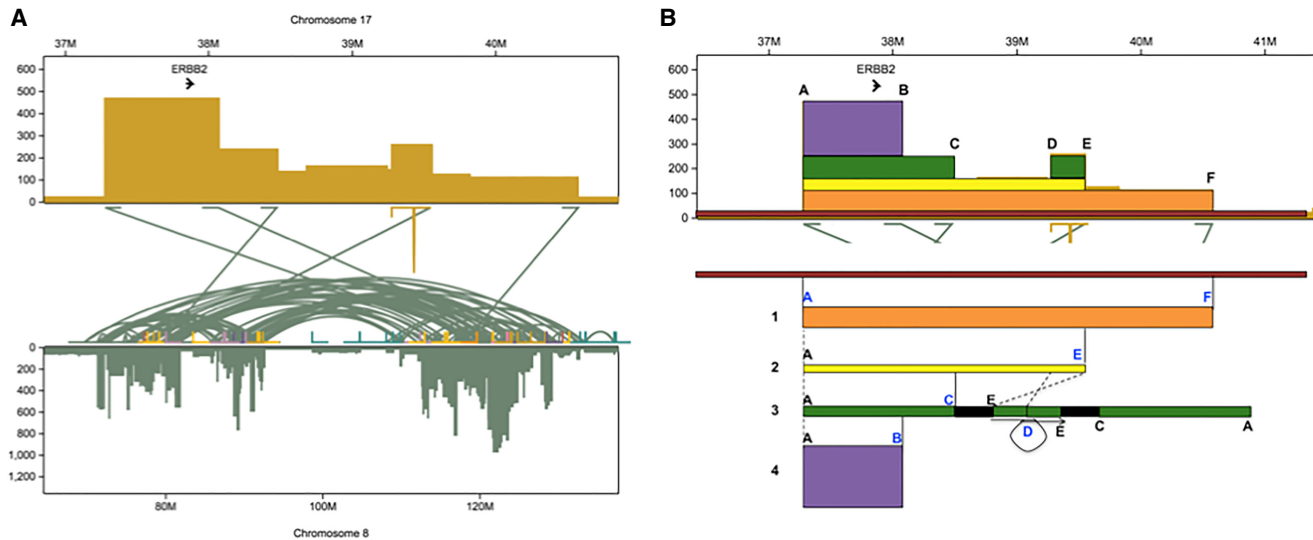 A
Chromosome 17
37M 38M 39M 40M
600
500
400
300
200
100
0
ERBB2
0
200
400
600
800
1,000
1,200
80M 100M 120M
Chromosome 8
B
37M 38M 39M 40M 41M
600
500
400
300
200
100
0
ERBB2
A B
C D E
F
A F
1
A E
2
A C E
3
D E C A
A B
4